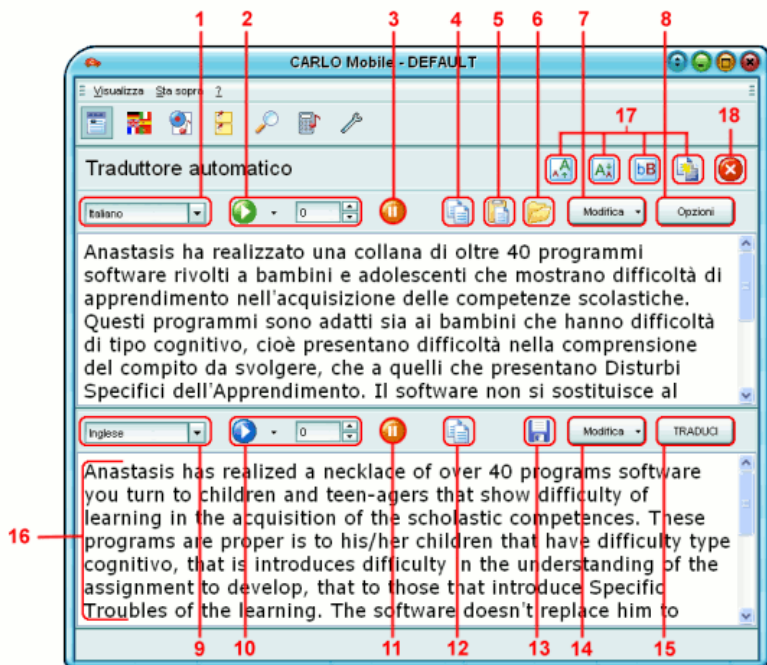 1 2 3 4 5 6 7 8
CARLO Mobile - DEFAULT
Visualizza Sta sopra ?
17 18
Traduttore automatico
Italiano 0 Modifica Opzioni
Anastasis ha realizzato una collana di oltre 40 programmi
software rivolti a bambini e adolescenti che mostrano difficoltà di
apprendimento nell'acquisizione delle competenze scolastiche.
Questi programmi sono adatti sia ai bambini che hanno difficoltà
di tipo cognitivo, cioè presentano difficoltà nella comprensione
del compito da svolgere, che a quelli che presentano Disturbi
Specifici dell'Apprendimento. Il software non si sostituisce al
Inglese 0 Modifica TRADUCI
Anastasis has realized a necklace of over 40 programs software
you turn to children and teen-agers that show difficulty of
learning in the acquisition of the scholastic competences. These
16 programs are proper is to his/her children that have difficulty type
cognitivo, that is introduces difficulty in the understanding of the
assignment to develop, that to those that introduce Specific
Troubles of the learning. The software doesn't replace him to
9 10 11 12 13 14 15